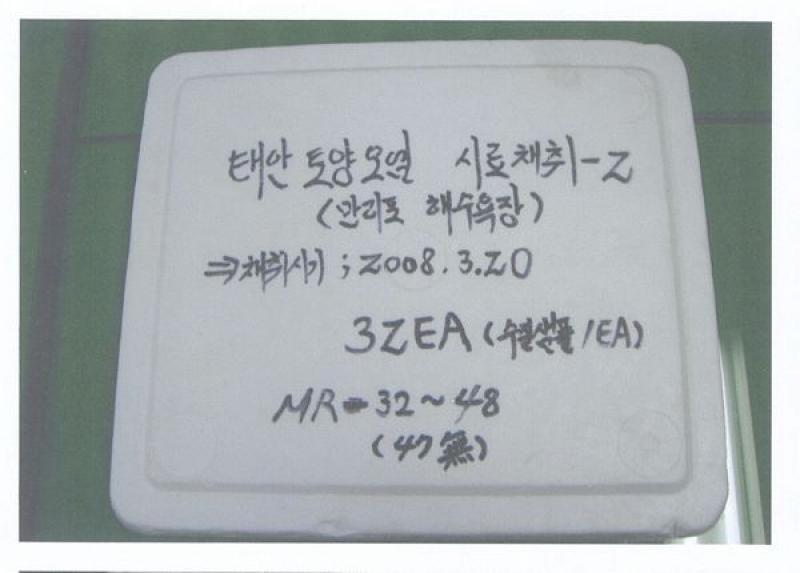 태안 토양오염 시료채취-2
(만리포 해수욕장)
⇒채취시기 ; 2008.3.20
32EA (수질샘플 1EA)
MR-32~48
(47無)